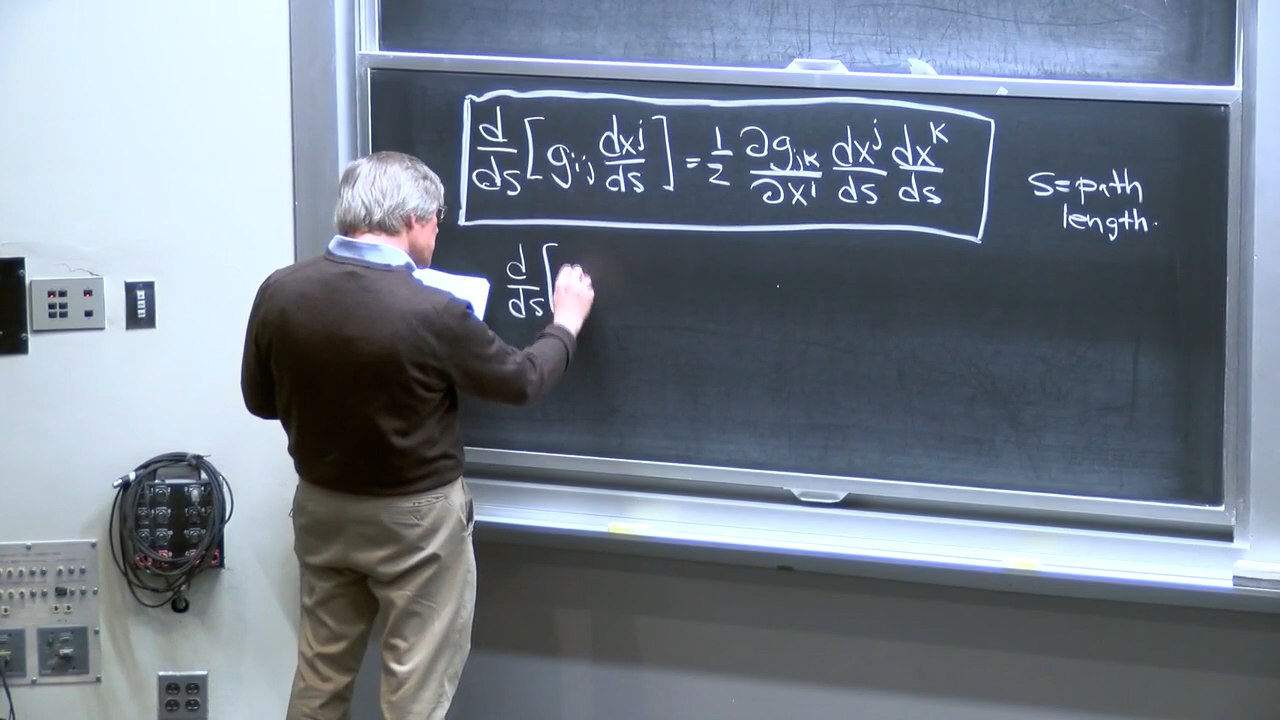 d/ds [g_ij dx^j/ds] = 1/2 ∂g_jk/∂x^i dx^j/ds dx^k/ds
s = path
length.
d/ds [